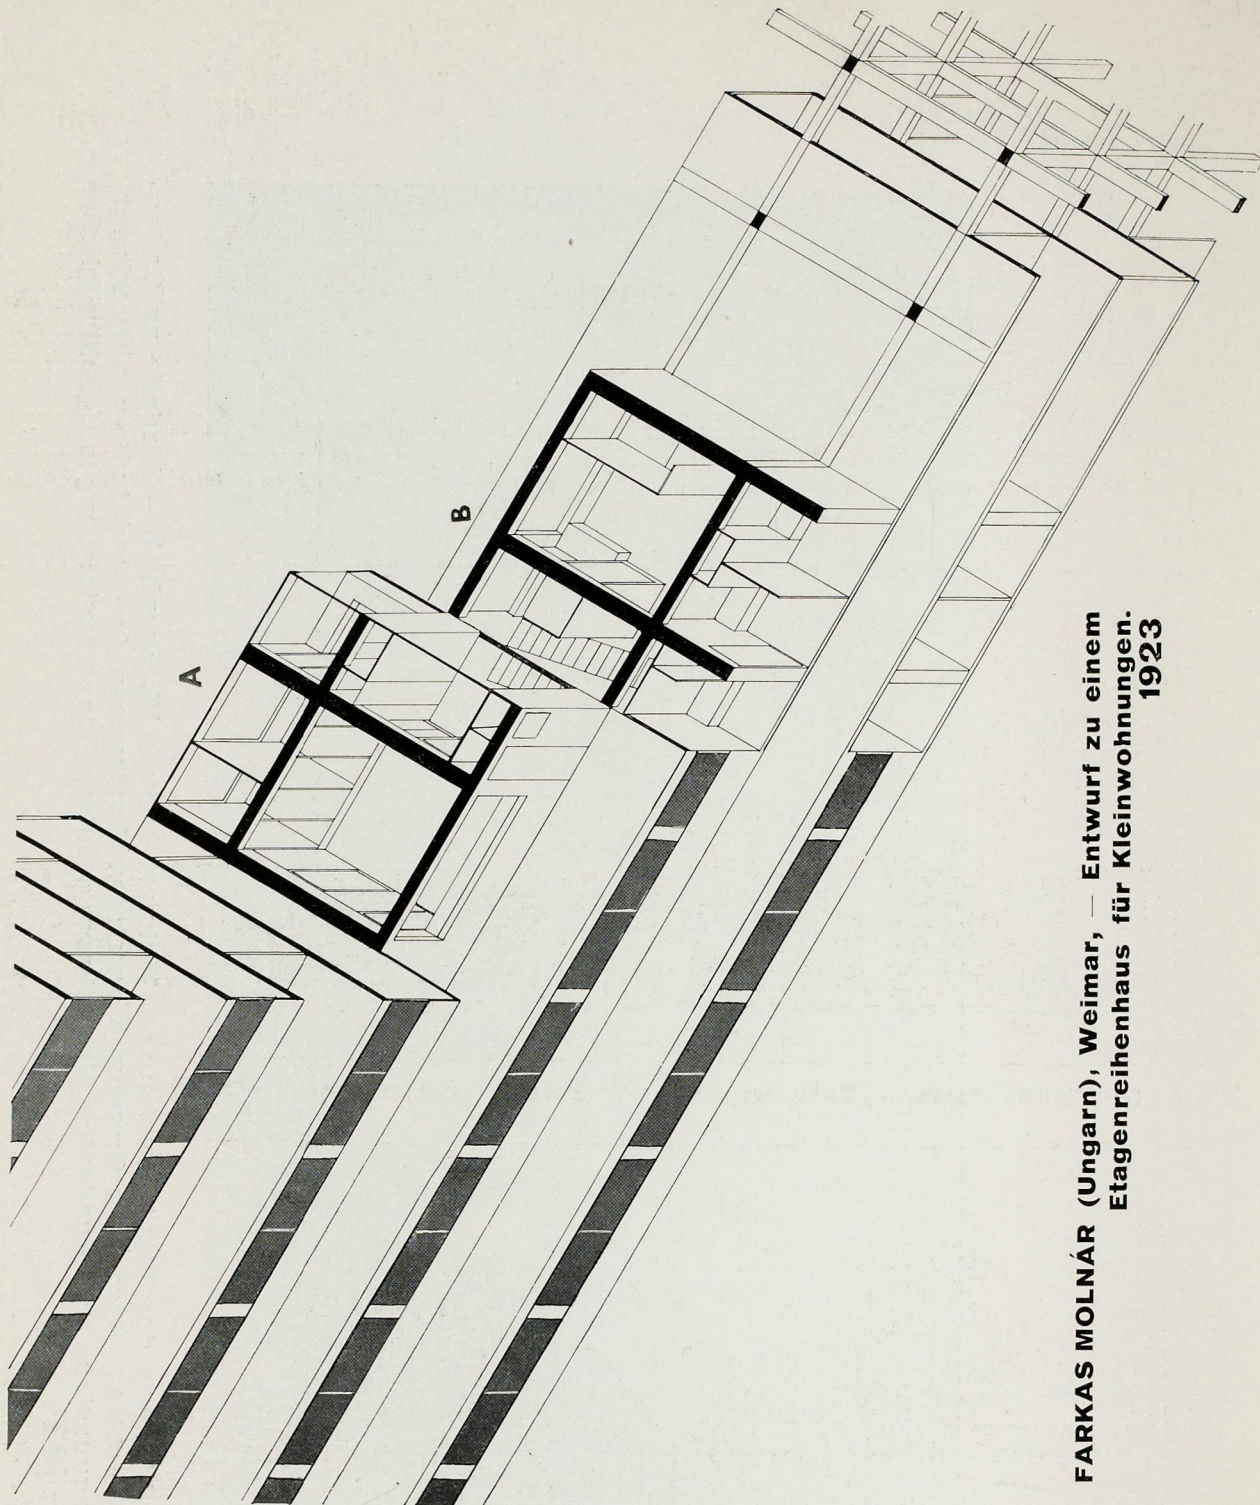 A
B
FARKAS MOLNÁR (Ungarn), Weimar, — Entwurf zu einem
Etagenreihenhaus für Kleinwohnungen.
1923